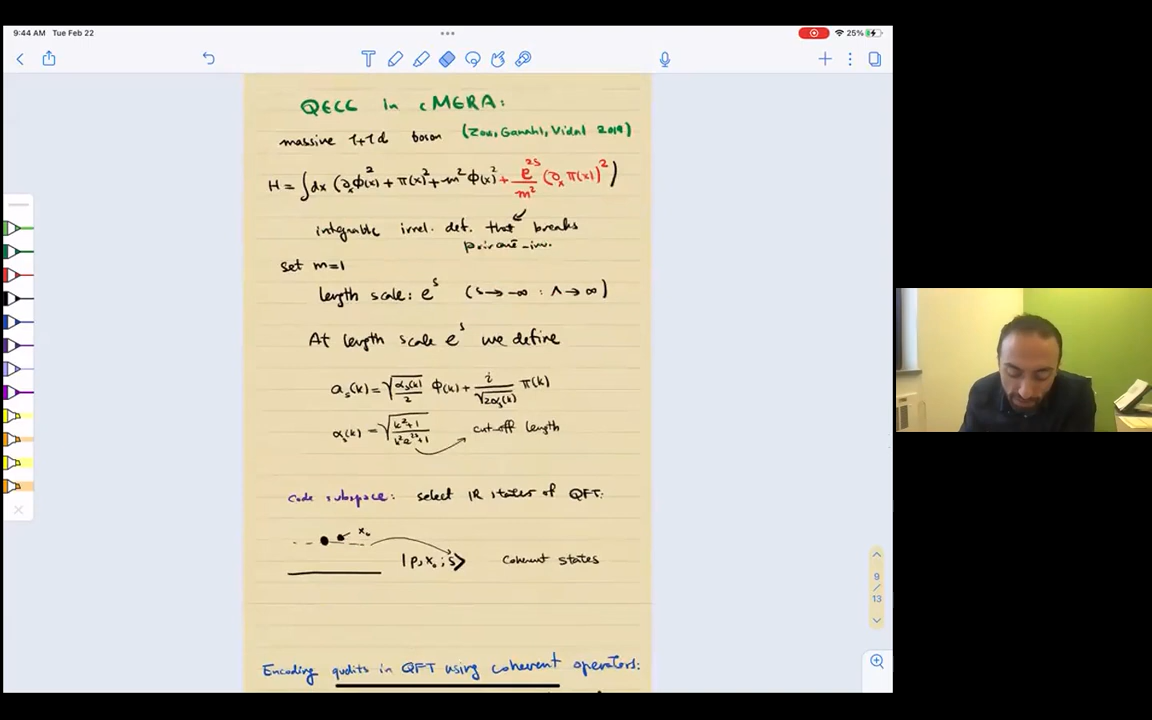 9:44 AM Tue Feb 22
25%
QECC in cMERA:
massive 1+1d boson (Zou, Ganahl, Vidal 2019)
H = ∫dx (∂ₓφ(x)² + π(x)² + m²φ(x)² + e^{2s}/m² (∂ₓπ(x))²)
integrable irrel. def. that breaks
poincaré-inv.
set m=1
length scale: e^s (s→-∞ : Λ→∞)
At length scale e^s we define
a_s(k) = √(α_s(k)/2) φ(k) + i/√(2α_s(k)) π(k)
α_s(k) = √((k²+1)/(k²e^{2s}+1)) cut-off length
code subspace: select IR states of QFT:
x₀
|p,x₀;s> coherent states
Encoding qudits in QFT using coherent operators:
9
/
13